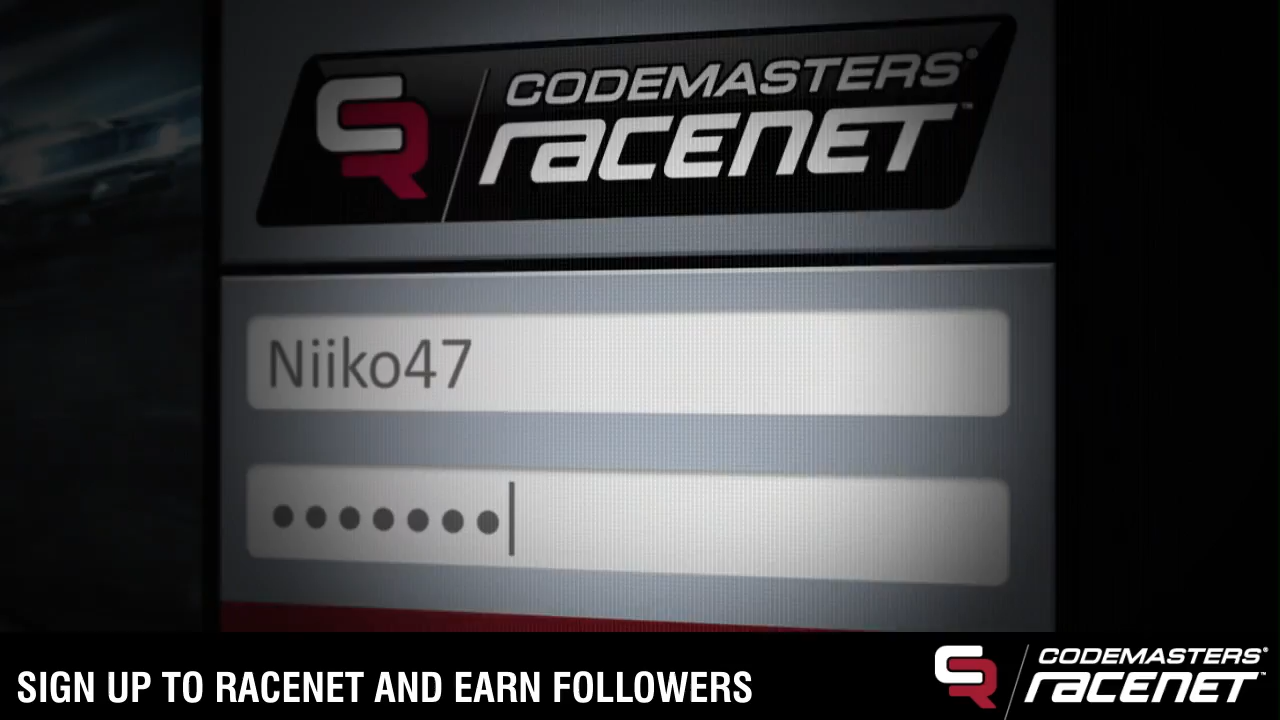 CODEMASTERS®
RACENET™
Niiko47
•••••••
SIGN UP TO RACENET AND EARN FOLLOWERS
CODEMASTERS®
RACENET™